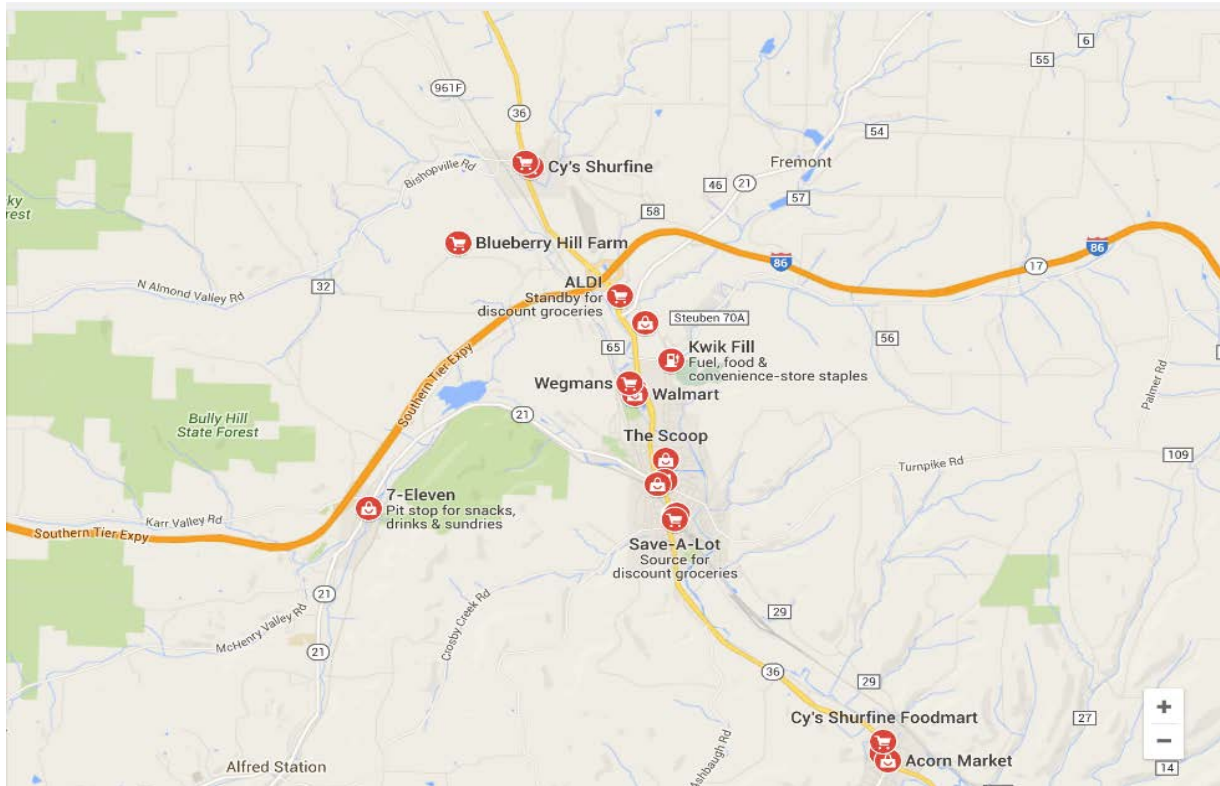 6
55
961F
36
54
Cy's Shurfine
Fremont
Bishopville Rd
46
21
57
58
Blueberry Hill Farm
86
86
17
ALDI
Standby for
discount groceries
N Almond Valley Rd
32
Steuben 70A
56
65
Kwik Fill
Fuel, food &
convenience-store staples
Southern Tier Expy
Wegmans
Walmart
Palmer Rd
Bully Hill
State Forest
21
The Scoop
Turnpike Rd
109
7-Eleven
Pit stop for snacks,
drinks & sundries
Karr Valley Rd
Southern Tier Expy
Save-A-Lot
Source for
discount groceries
21
McHenry Valley Rd
21
Crosby Creek Rd
29
36
29
Cy's Shurfine Foodmart
27
+
−
Ashbaugh Rd
Acorn Market
Alfred Station
14